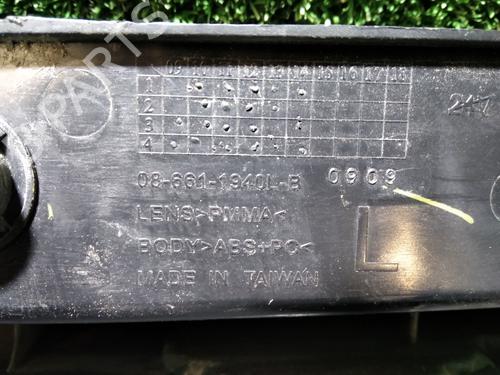 09 10 11 12 13 14 15 16 17 18
1
2
3
4
247
08-661-1940L-B 0909
LENS>PMMA<
BODY>ABS+PC<
MADE IN TAIWAN
L